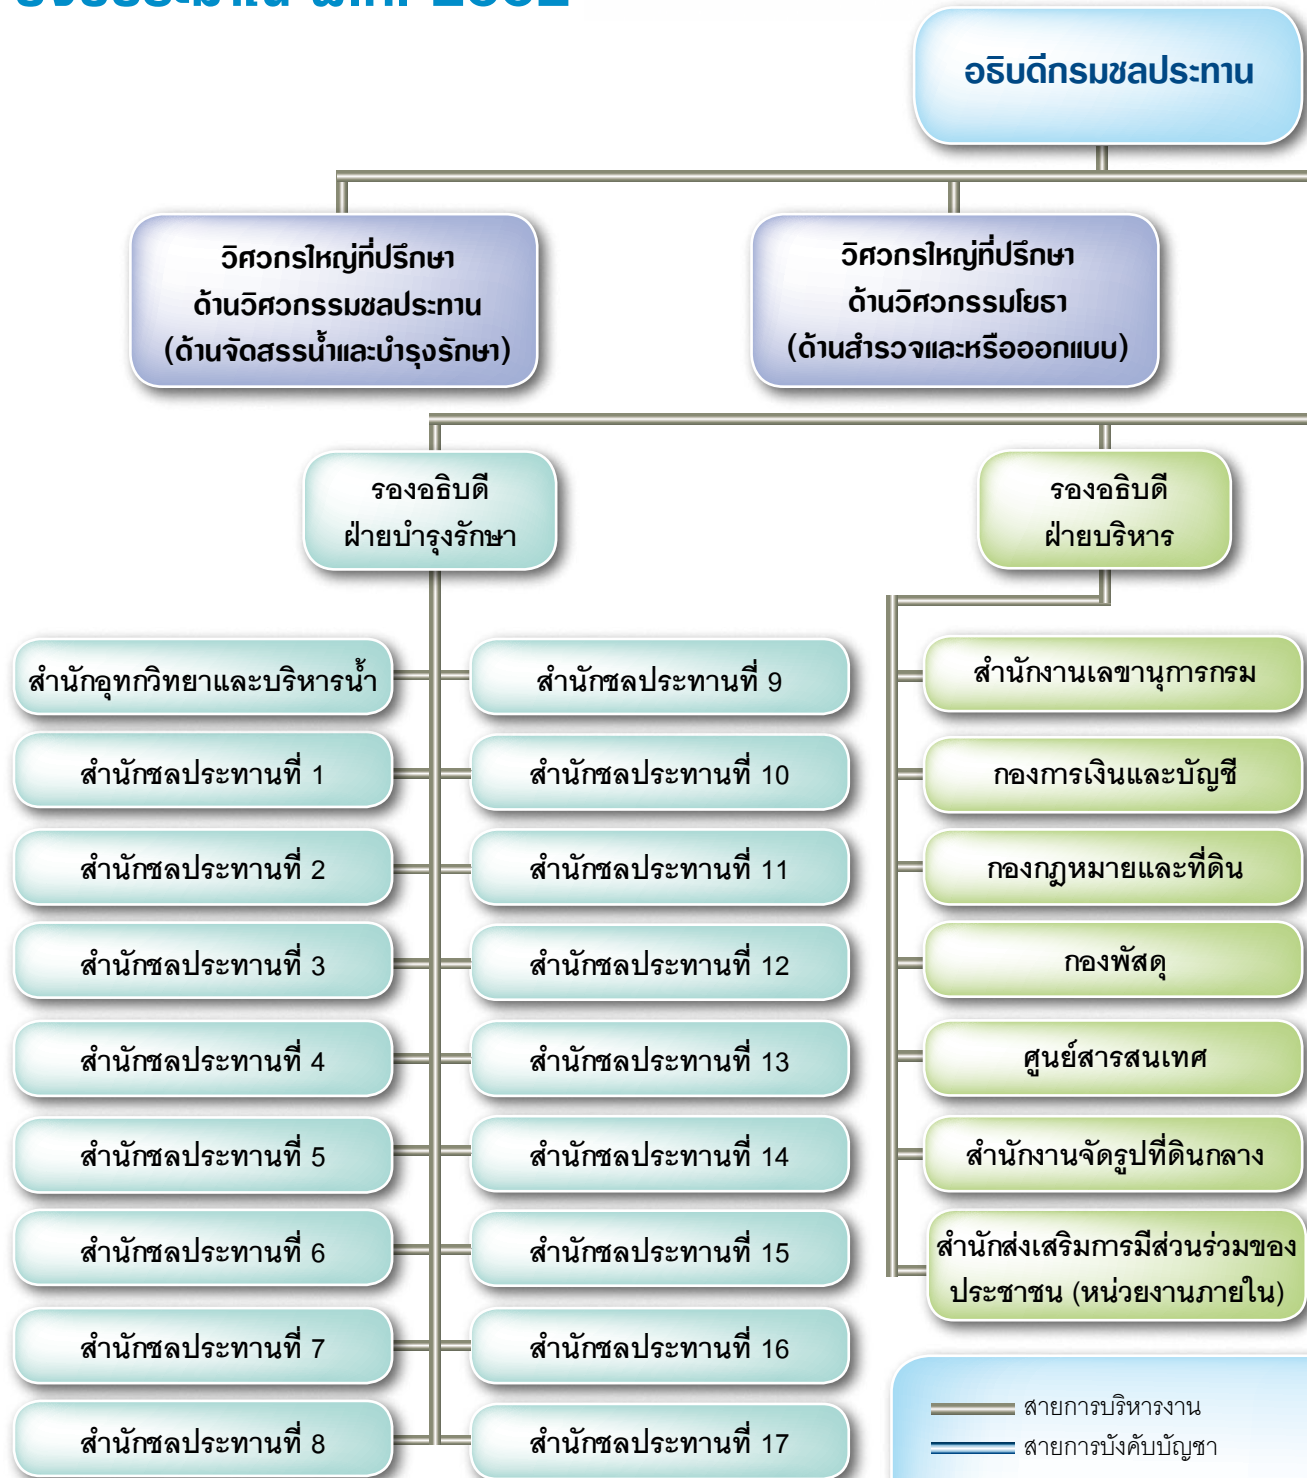 อธิบดีกรมชลประทาน
วิศวกรใหญ่ที่ปรึกษา
ด้านวิศวกรรมชลประทาน
(ด้านจัดสรรน้ำและบำรุงรักษา)
วิศวกรใหญ่ที่ปรึกษา
ด้านวิศวกรรมโยธา
(ด้านสำรวจและหรือออกแบบ)
รองอธิบดี
ฝ่ายบำรุงรักษา
รองอธิบดี
ฝ่ายบริหาร
สำนักอุทกวิทยาและบริหารน้ำ
สำนักชลประทานที่ 1
สำนักชลประทานที่ 2
สำนักชลประทานที่ 3
สำนักชลประทานที่ 4
สำนักชลประทานที่ 5
สำนักชลประทานที่ 6
สำนักชลประทานที่ 7
สำนักชลประทานที่ 8
สำนักชลประทานที่ 9
สำนักชลประทานที่ 10
สำนักชลประทานที่ 11
สำนักชลประทานที่ 12
สำนักชลประทานที่ 13
สำนักชลประทานที่ 14
สำนักชลประทานที่ 15
สำนักชลประทานที่ 16
สำนักชลประทานที่ 17
สำนักงานเลขานุการกรม
กองการเงินและบัญชี
กองกฎหมายและที่ดิน
กองพัสดุ
ศูนย์สารสนเทศ
สำนักงานจัดรูปที่ดินกลาง
สำนักส่งเสริมการมีส่วนร่วมของ
ประชาชน (หน่วยงานภายใน)
สายการบริหารงาน
สายการบังคับบัญชา